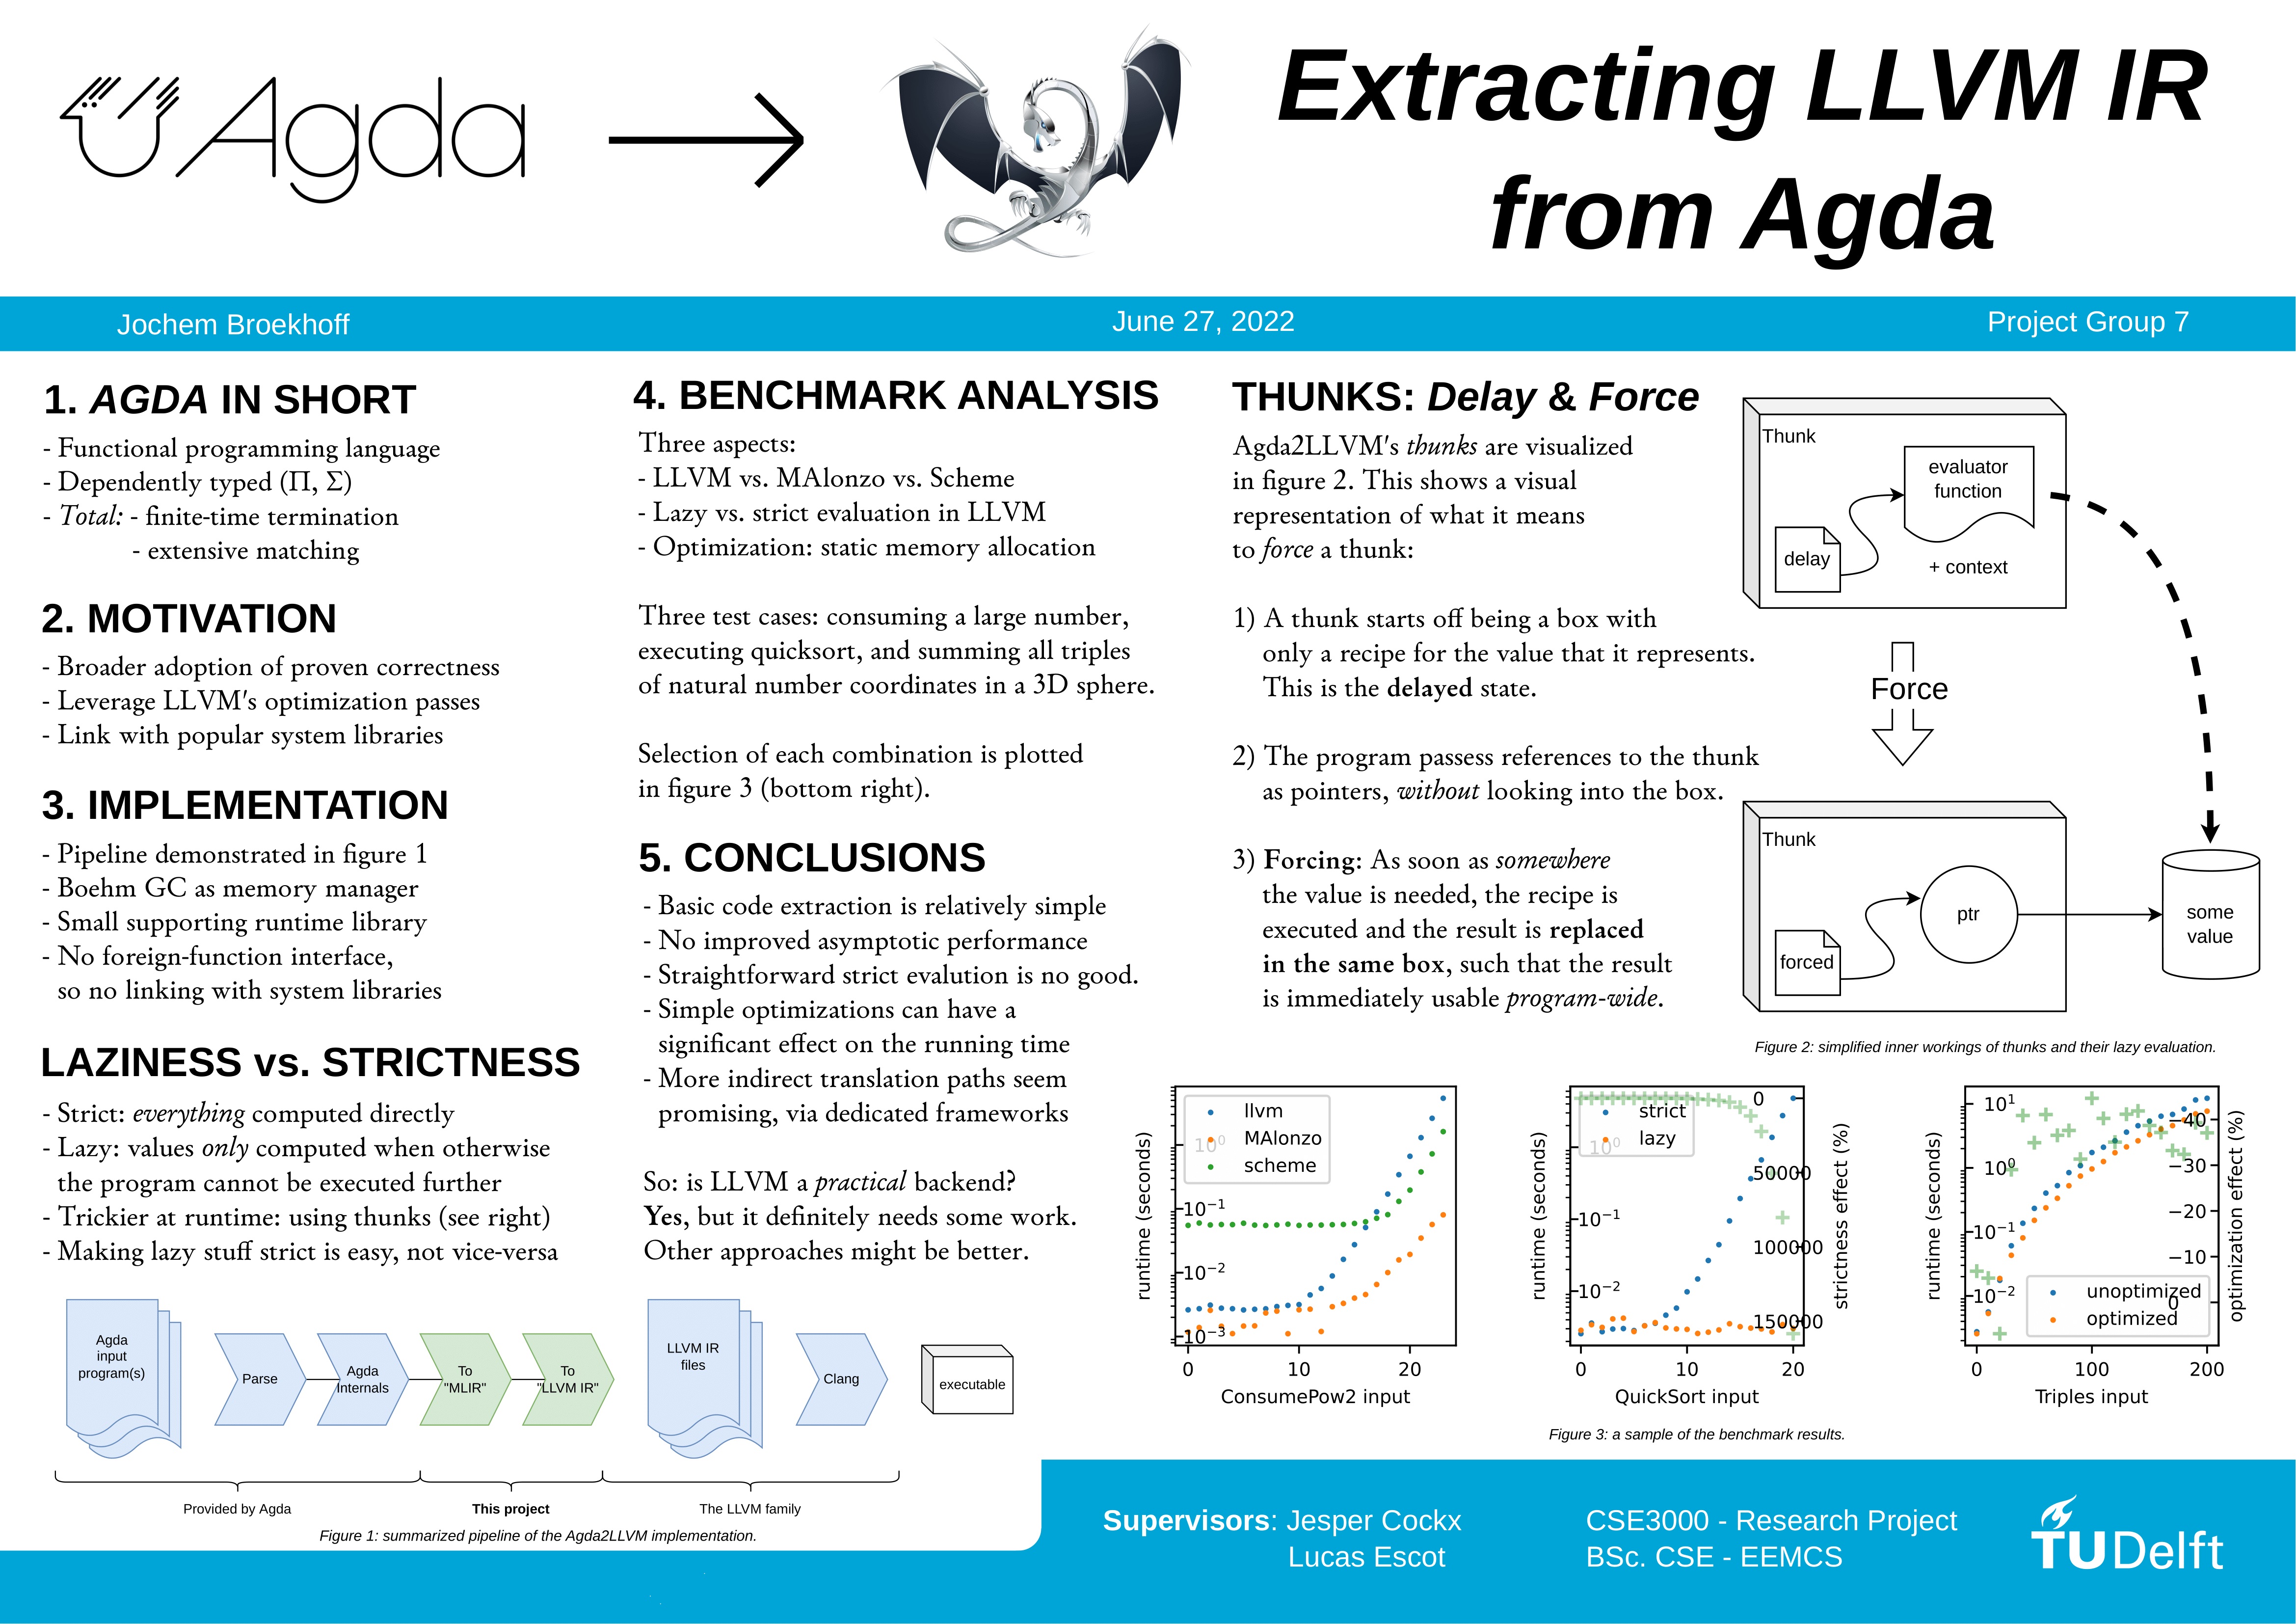 Agda
Extracting LLVM IR
from Agda
Jochem Broekhoff
June 27, 2022
Project Group 7
1. AGDA IN SHORT
- Functional programming language
- Dependently typed (Π, Σ)
- Total: - finite-time termination
- extensive matching
2. MOTIVATION
- Broader adoption of proven correctness
- Leverage LLVM's optimization passes
- Link with popular system libraries
3. IMPLEMENTATION
- Pipeline demonstrated in figure 1
- Boehm GC as memory manager
- Small supporting runtime library
- No foreign-function interface,
so no linking with system libraries
LAZINESS vs. STRICTNESS
- Strict: everything computed directly
- Lazy: values only computed when otherwise
the program cannot be executed further
- Trickier at runtime: using thunks (see right)
- Making lazy stuff strict is easy, not vice-versa
4. BENCHMARK ANALYSIS
Three aspects:
- LLVM vs. MAlonzo vs. Scheme
- Lazy vs. strict evaluation in LLVM
- Optimization: static memory allocation
Three test cases: consuming a large number,
executing quicksort, and summing all triples
of natural number coordinates in a 3D sphere.
Selection of each combination is plotted
in figure 3 (bottom right).
5. CONCLUSIONS
- Basic code extraction is relatively simple
- No improved asymptotic performance
- Straightforward strict evalution is no good.
- Simple optimizations can have a
significant effect on the running time
- More indirect translation paths seem
promising, via dedicated frameworks
So: is LLVM a practical backend?
Yes, but it definitely needs some work.
Other approaches might be better.
THUNKS: Delay & Force
Agda2LLVM's thunks are visualized
in figure 2. This shows a visual
representation of what it means
to force a thunk:
1) A thunk starts off being a box with
only a recipe for the value that it represents.
This is the delayed state.
2) The program passess references to the thunk
as pointers, without looking into the box.
3) Forcing: As soon as somewhere
the value is needed, the recipe is
executed and the result is replaced
in the same box, such that the result
is immediately usable program-wide.
Thunk
evaluator
function
delay
+ context
Force
Thunk
ptr
forced
some
value
Figure 2: simplified inner workings of thunks and their lazy evaluation.
runtime (seconds)
llvm
MAlonzo
scheme
10⁰
10⁻¹
10⁻²
10⁻³
0 10 20
ConsumePow2 input
runtime (seconds)
strict
lazy
10⁰
10⁻¹
10⁻²
0
50000
100000
150000
strictness effect (%)
0 10 20
QuickSort input
runtime (seconds)
10¹
10⁰
10⁻¹
10⁻²
−40
−30
−20
−10
0
unoptimized
optimized
optimization effect (%)
0 100 200
Triples input
Figure 3: a sample of the benchmark results.
Agda
input
program(s)
Parse
Agda
Internals
To
"MLIR"
To
"LLVM IR"
LLVM IR
files
Clang
executable
Provided by Agda
This project
The LLVM family
Figure 1: summarized pipeline of the Agda2LLVM implementation.
Supervisors: Jesper Cockx
Lucas Escot
CSE3000 - Research Project
BSc. CSE - EEMCS
TU Delft